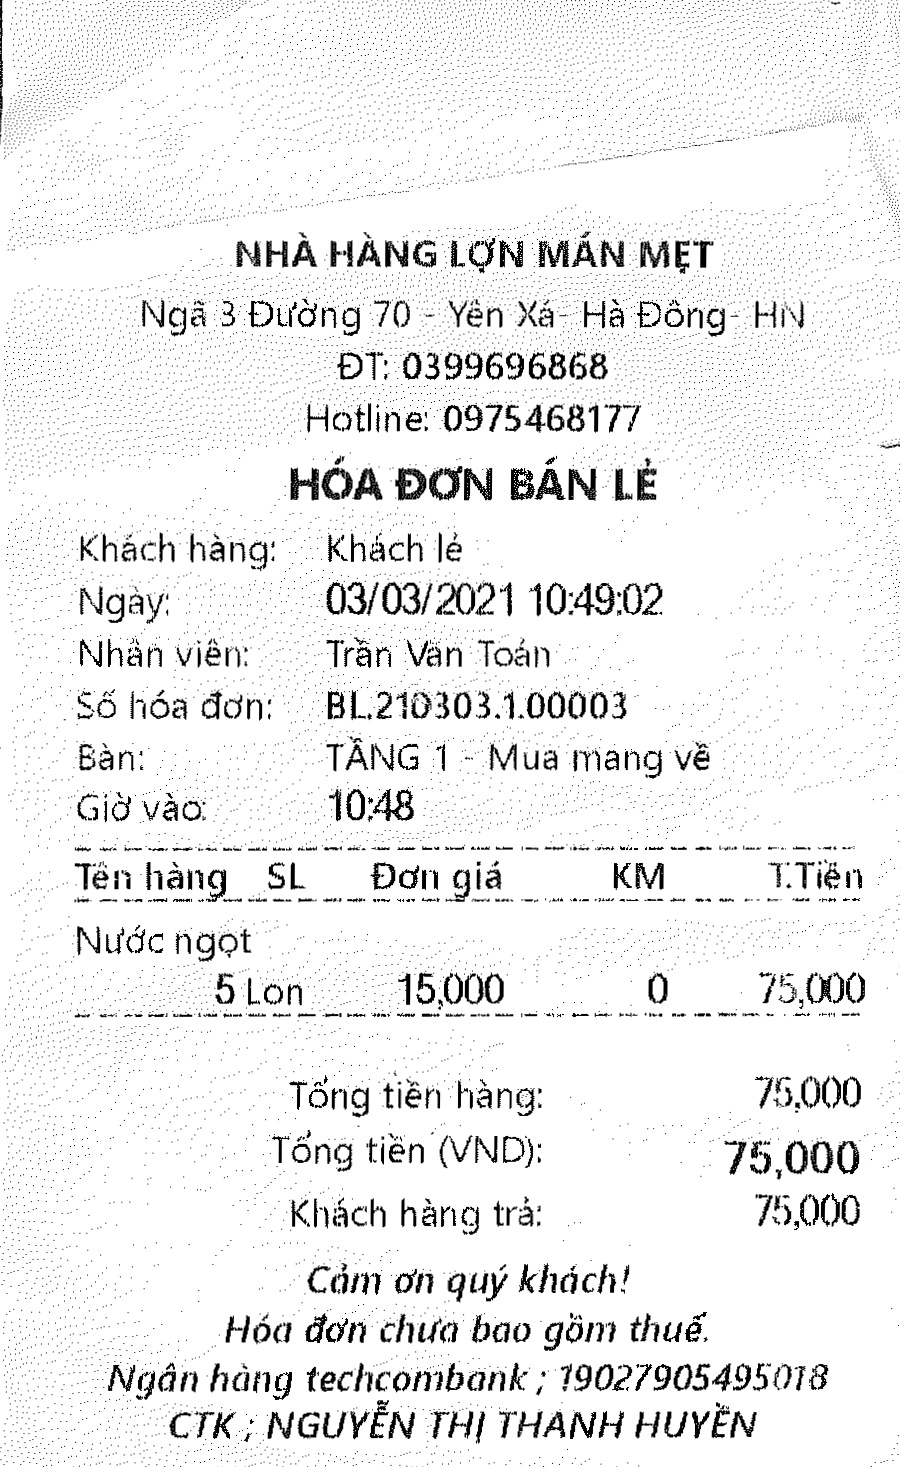 NHÀ HÀNG LỢN MÁN MẸT
Ngã 3 Đường 70 - Yên Xá- Hà Đông- HN
ĐT: 0399696868
Hotline: 0975468177
HÓA ĐƠN BÁN LẺ
Khách hàng: Khách lẻ
Ngày: 03/03/2021 10:49:02
Nhân viên: Trần Văn Toán
Số hóa đơn: BL.210303.1.00003
Bàn: TẦNG 1 - Mua mang về
Giờ vào: 10:48
Tên hàng SL Đơn giá KM T.Tiền
Nước ngọt
5 Lon 15,000 0 75,000
Tổng tiền hàng: 75,000
Tổng tiền (VND): 75,000
Khách hàng trả: 75,000
Cảm ơn quý khách!
Hóa đơn chưa bao gồm thuế.
Ngân hàng techcombank ; 19027905495018
CTK ; NGUYỄN THỊ THANH HUYỀN